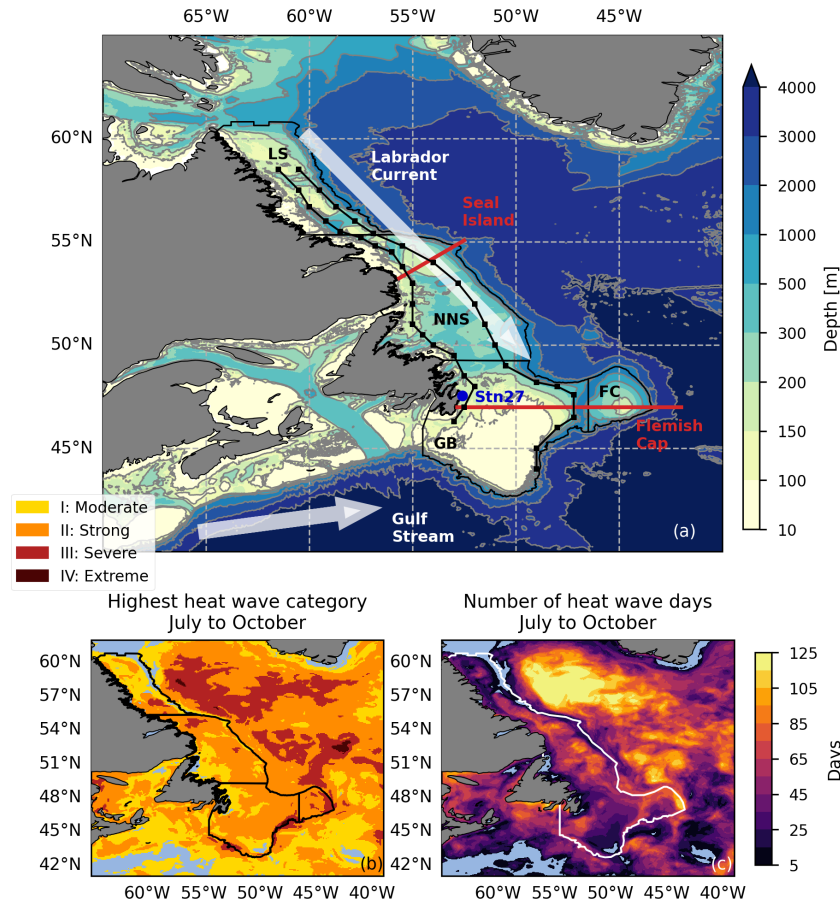 65°W 60°W 55°W 50°W 45°W
60°N
55°N
50°N
45°N
LS
Labrador
Current
Seal
Island
NNS
Stn27
FC
GB
Flemish
Cap
Gulf
Stream
(a)
4000
3000
2000
1000
500
300
200
150
100
10
Depth [m]
I: Moderate
II: Strong
III: Severe
IV: Extreme
Highest heat wave category
July to October
60°N
57°N
54°N
51°N
48°N
45°N
42°N
(b)
60°W 55°W 50°W 45°W 40°W
Number of heat wave days
July to October
60°N
57°N
54°N
51°N
48°N
45°N
42°N
(c)
60°W 55°W 50°W 45°W 40°W
125
105
85
65
45
25
5
Days